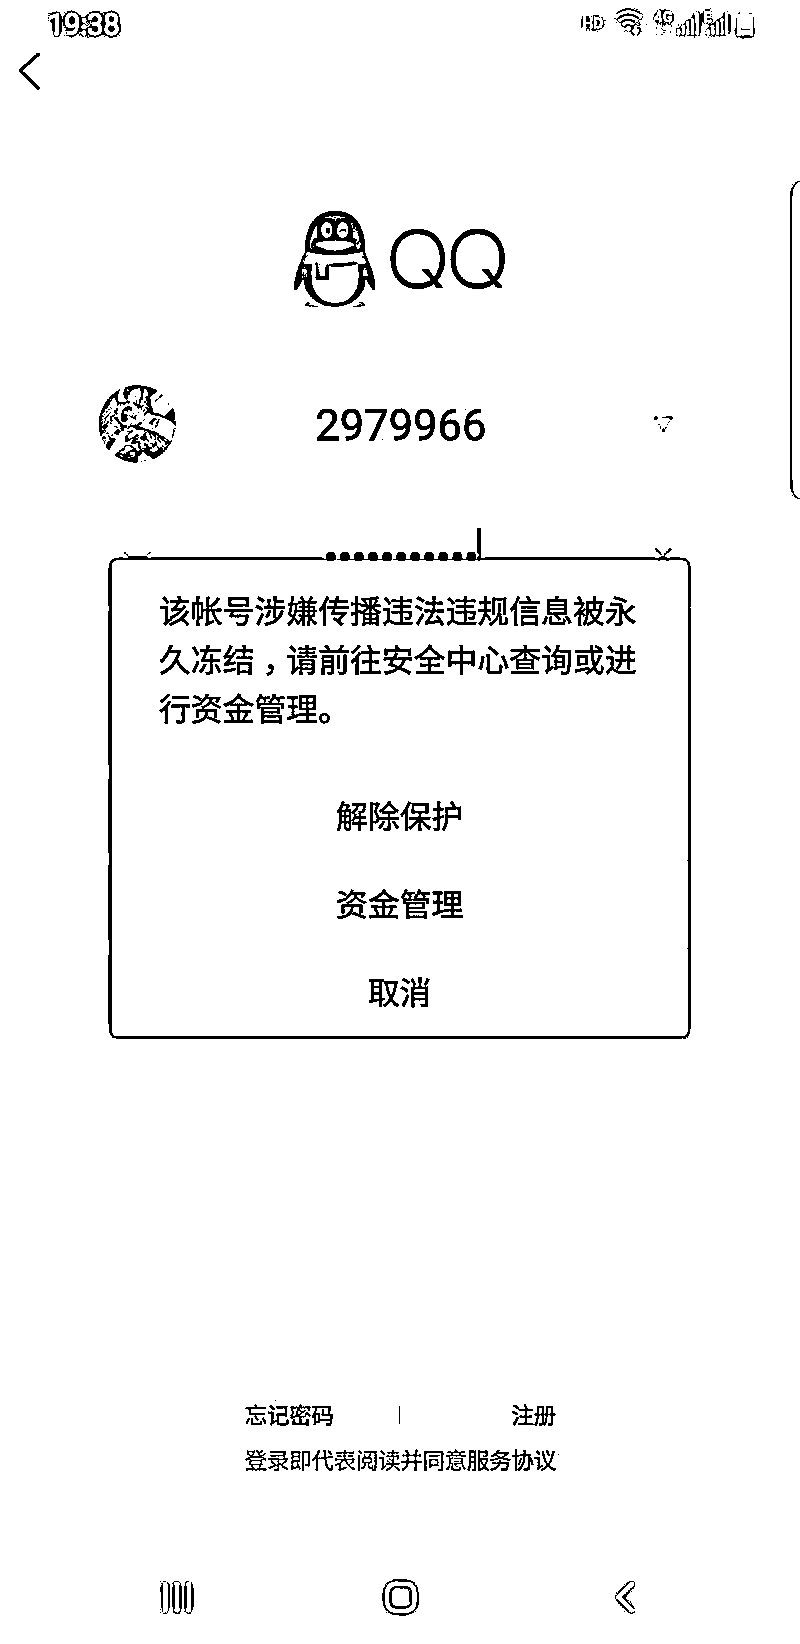 19:38
HD 4G E
QQ
2979966
该帐号涉嫌传播违法违规信息被永
久冻结，请前往安全中心查询或进
行资金管理。
解除保护
资金管理
取消
忘记密码 | 注册
登录即代表阅读并同意服务协议